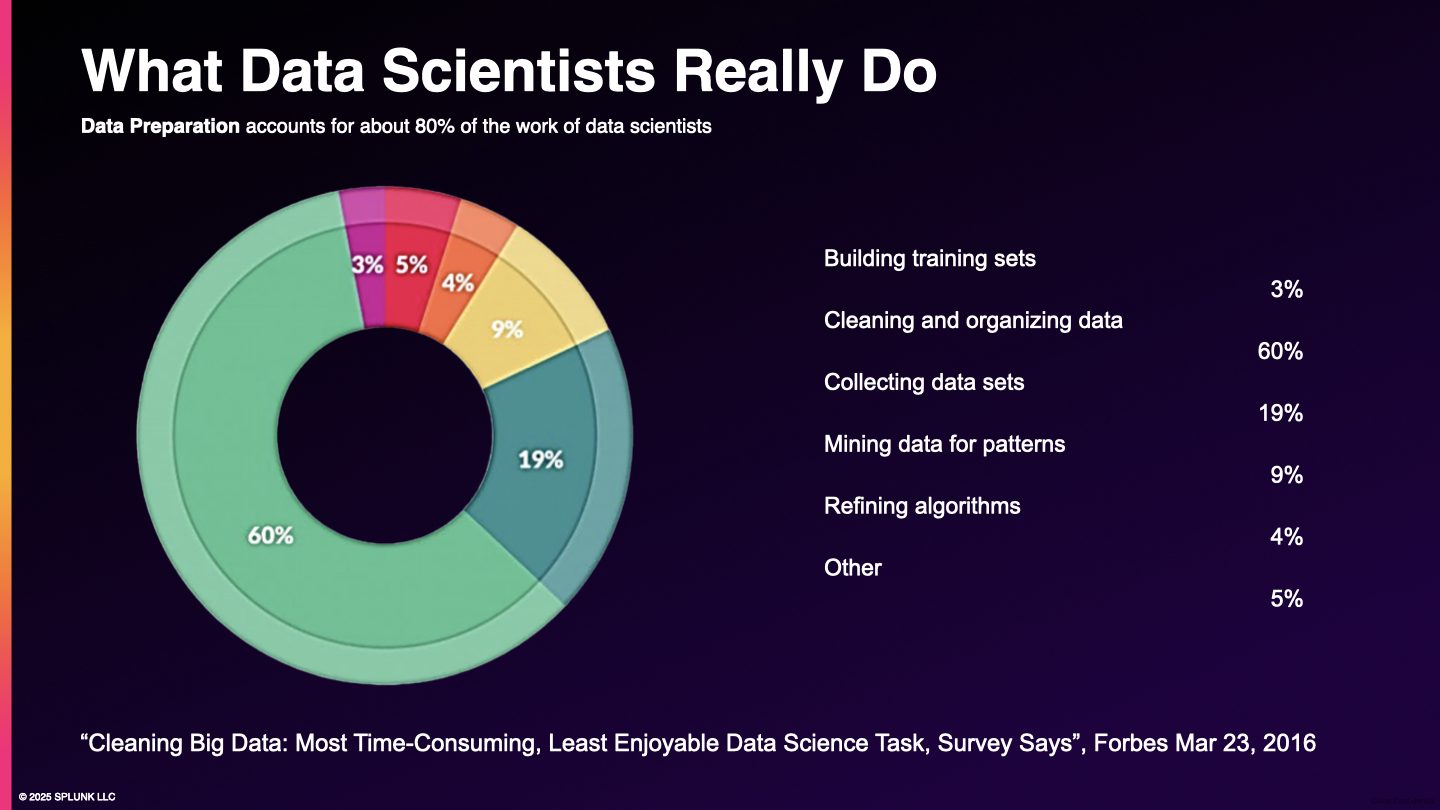 What Data Scientists Really Do
Data Preparation accounts for about 80% of the work of data scientists
3%
5%
4%
9%
19%
60%
Building training sets
3%
Cleaning and organizing data
60%
Collecting data sets
19%
Mining data for patterns
9%
Refining algorithms
4%
Other
5%
“Cleaning Big Data: Most Time-Consuming, Least Enjoyable Data Science Task, Survey Says”, Forbes Mar 23, 2016
© 2025 SPLUNK LLC